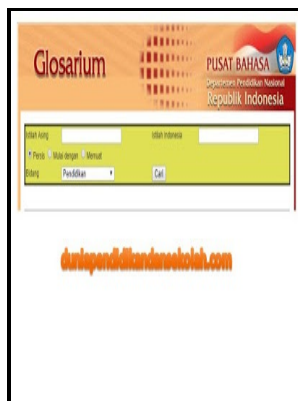 Glosarium
PUSAT BAHASA
Departemen Pendidikan Nasional
Republik Indonesia
Istilah Asing
Istilah Indonesia
Persis Mulai dengan Memuat
Bidang Pendidikan Cari
duniapendidikandansekolah.com